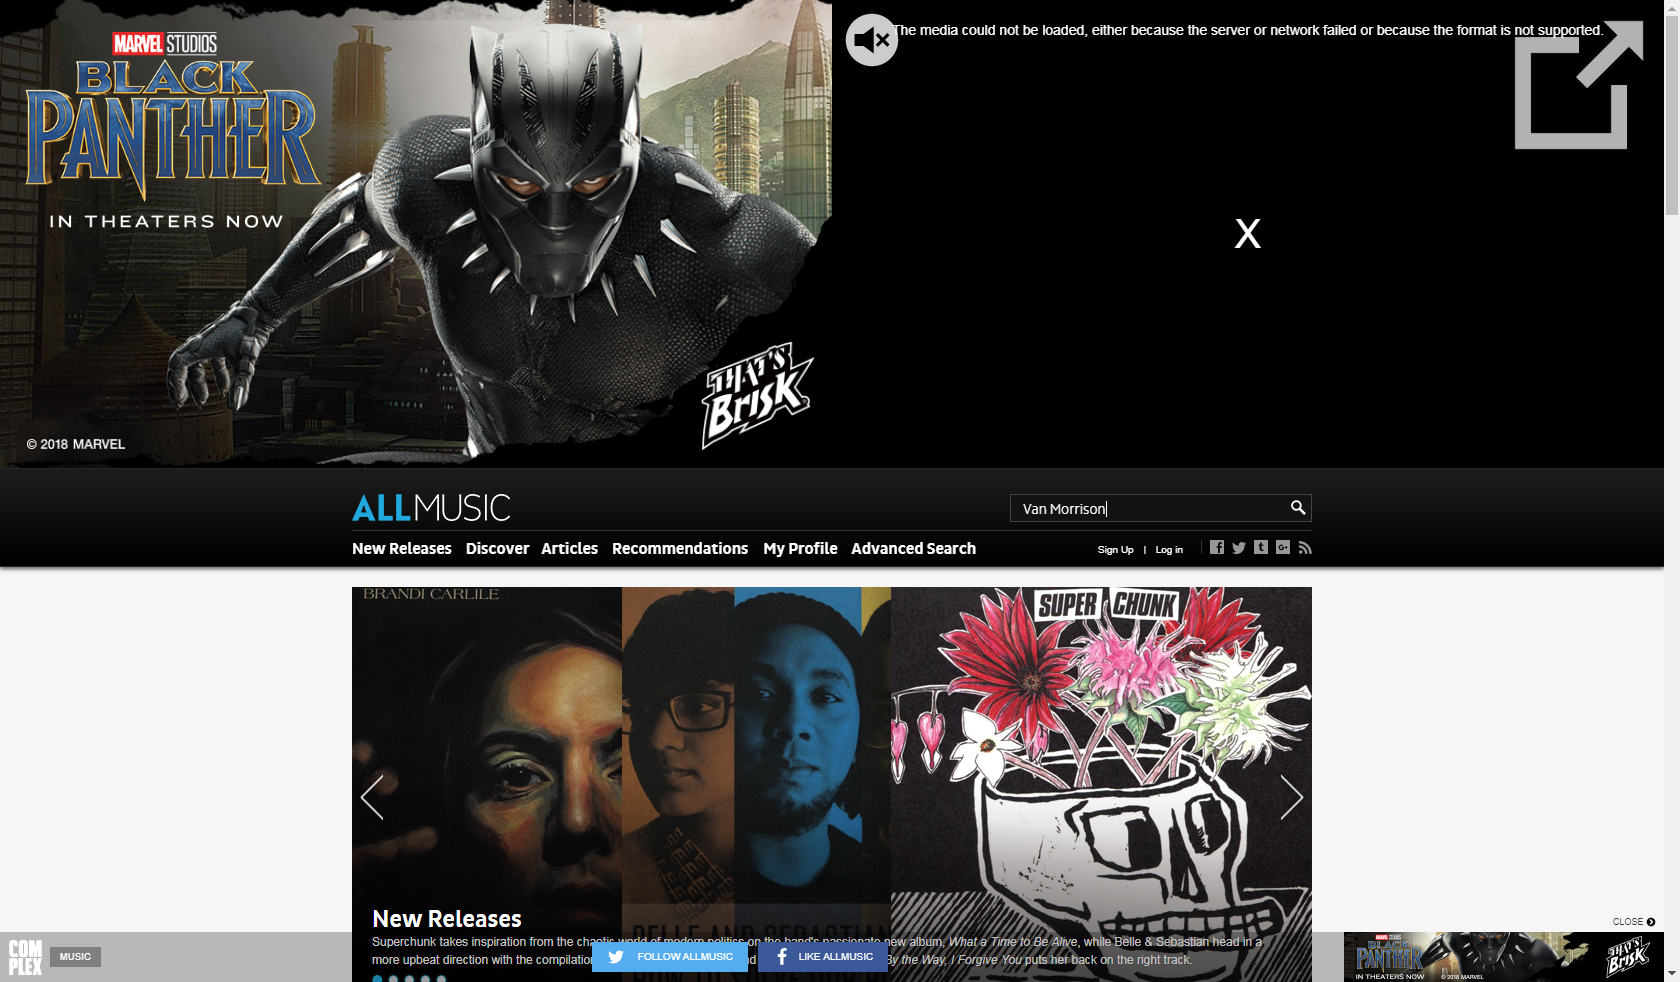 MARVEL STUDIOS
BLACK
PANTHER
IN THEATERS NOW
THAT'S
BRISK
© 2018 MARVEL
The media could not be loaded, either because the server or network failed or because the format is not supported.
X
ALLMUSIC
Van Morrison
New Releases Discover Articles Recommendations My Profile Advanced Search
Sign Up | Log in
BRANDI CARLILE
SUPER CHUNK
New Releases
BELLE AND SEBASTIAN
Superchunk takes inspiration from the chaotic world of modern politics on the band's passionate new album, What a Time to Be Alive, while Belle & Sebastian head in a
more upbeat direction with the compilation
nd
By the Way, I Forgive You puts her back on the right track.
FOLLOW ALLMUSIC
LIKE ALLMUSIC
COM
PLEX
MUSIC
CLOSE
MARVEL STUDIOS
BLACK
PANTHER
IN THEATERS NOW
© 2018 MARVEL
THAT'S
BRISK